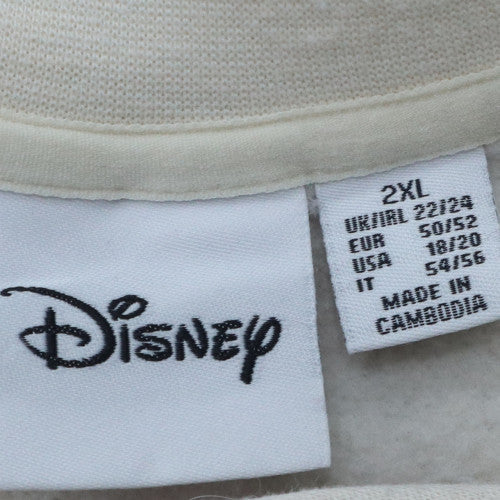 Disney
2XL
UK/IRL 22/24
EUR 50/52
USA 18/20
IT 54/56
MADE IN
CAMBODIA